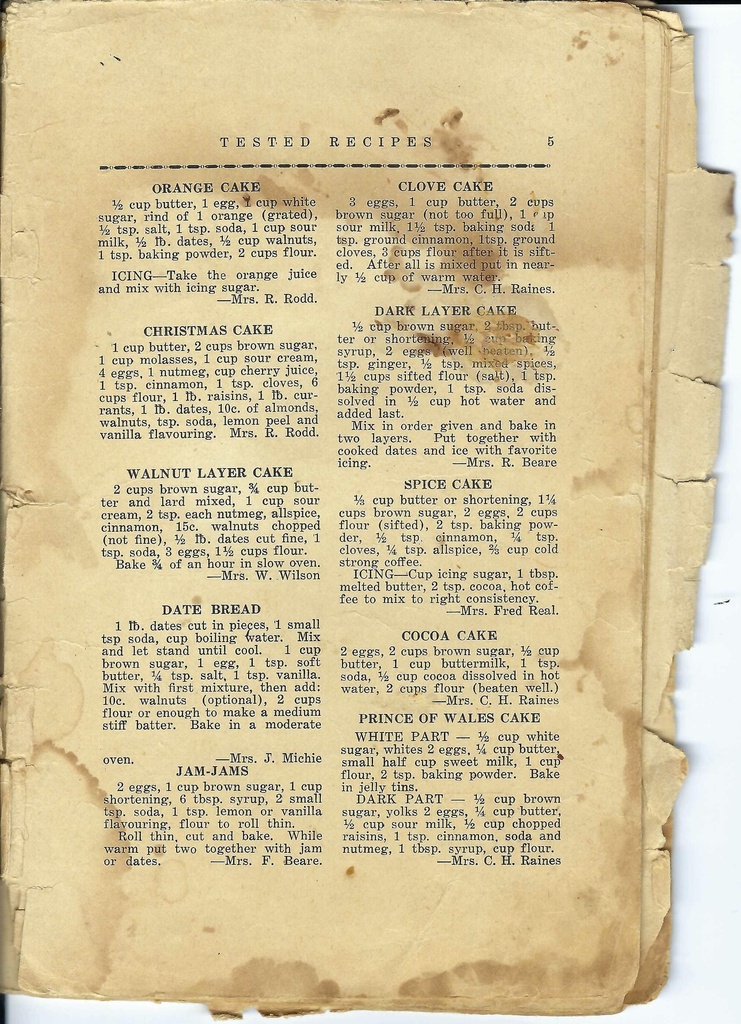 TESTED RECIPES 5
ORANGE CAKE
½ cup butter, 1 egg, 1 cup white
sugar, rind of 1 orange (grated),
½ tsp. salt, 1 tsp. soda, 1 cup sour
milk, ½ lb. dates, ½ cup walnuts,
1 tsp. baking powder, 2 cups flour.
ICING—Take the orange juice
and mix with icing sugar.
—Mrs. R. Rodd.
CHRISTMAS CAKE
1 cup butter, 2 cups brown sugar,
1 cup molasses, 1 cup sour cream,
4 eggs, 1 nutmeg, cup cherry juice,
1 tsp. cinnamon, 1 tsp. cloves, 6
cups flour, 1 lb. raisins, 1 lb. cur-
rants, 1 lb. dates, 10c. of almonds,
walnuts, tsp. soda, lemon peel and
vanilla flavouring. Mrs. R. Rodd.
WALNUT LAYER CAKE
2 cups brown sugar, ¾ cup but-
ter and lard mixed, 1 cup sour
cream, 2 tsp. each nutmeg, allspice,
cinnamon, 15c. walnuts chopped
(not fine), ½ lb. dates cut fine, 1
tsp. soda, 3 eggs, 1½ cups flour.
Bake ¾ of an hour in slow oven.
—Mrs. W. Wilson
DATE BREAD
1 lb. dates cut in pieces, 1 small
tsp soda, cup boiling water. Mix
and let stand until cool. 1 cup
brown sugar, 1 egg, 1 tsp. soft
butter, ¼ tsp. salt, 1 tsp. vanilla.
Mix with first mixture, then add:
10c. walnuts (optional), 2 cups
flour or enough to make a medium
stiff batter. Bake in a moderate
oven. —Mrs. J. Michie
JAM-JAMS
2 eggs, 1 cup brown sugar, 1 cup
shortening, 6 tbsp. syrup, 2 small
tsp. soda, 1 tsp. lemon or vanilla
flavouring, flour to roll thin.
Roll thin, cut and bake. While
warm put two together with jam
or dates. —Mrs. F. Beare.
CLOVE CAKE
3 eggs, 1 cup butter, 2 cups
brown sugar (not too full), 1 cup
sour milk, 1½ tsp. baking soda 1
tsp. ground cinnamon, 1tsp. ground
cloves, 3 cups flour after it is sift-
ed. After all is mixed put in near-
ly ½ cup of warm water.
—Mrs. C. H. Raines.
DARK LAYER CAKE
½ cup brown sugar, 2 tbsp. but-
ter or shortening, ½ cup baking
syrup, 2 eggs (well beaten), ½
tsp. ginger, ½ tsp. mixed spices,
1½ cups sifted flour (salt), 1 tsp.
baking powder, 1 tsp. soda dis-
solved in ½ cup hot water and
added last.
Mix in order given and bake in
two layers. Put together with
cooked dates and ice with favorite
icing. —Mrs. R. Beare
SPICE CAKE
⅓ cup butter or shortening, 1¼
cups brown sugar, 2 eggs, 2 cups
flour (sifted), 2 tsp. baking pow-
der, ½ tsp. cinnamon, ¼ tsp.
cloves, ¼ tsp. allspice, ⅔ cup cold
strong coffee.
ICING—Cup icing sugar, 1 tbsp.
melted butter, 2 tsp. cocoa, hot cof-
fee to mix to right consistency.
—Mrs. Fred Real.
COCOA CAKE
2 eggs, 2 cups brown sugar, ½ cup
butter, 1 cup buttermilk, 1 tsp.
soda, ½ cup cocoa dissolved in hot
water, 2 cups flour (beaten well.)
—Mrs. C. H. Raines
PRINCE OF WALES CAKE
WHITE PART — ½ cup white
sugar, whites 2 eggs, ¼ cup butter,
small half cup sweet milk, 1 cup
flour, 2 tsp. baking powder. Bake
in jelly tins.
DARK PART — ½ cup brown
sugar, yolks 2 eggs, ¼ cup butter,
½ cup sour milk, ½ cup chopped
raisins, 1 tsp. cinnamon, soda and
nutmeg, 1 tbsp. syrup, cup flour.
—Mrs. C. H. Raines